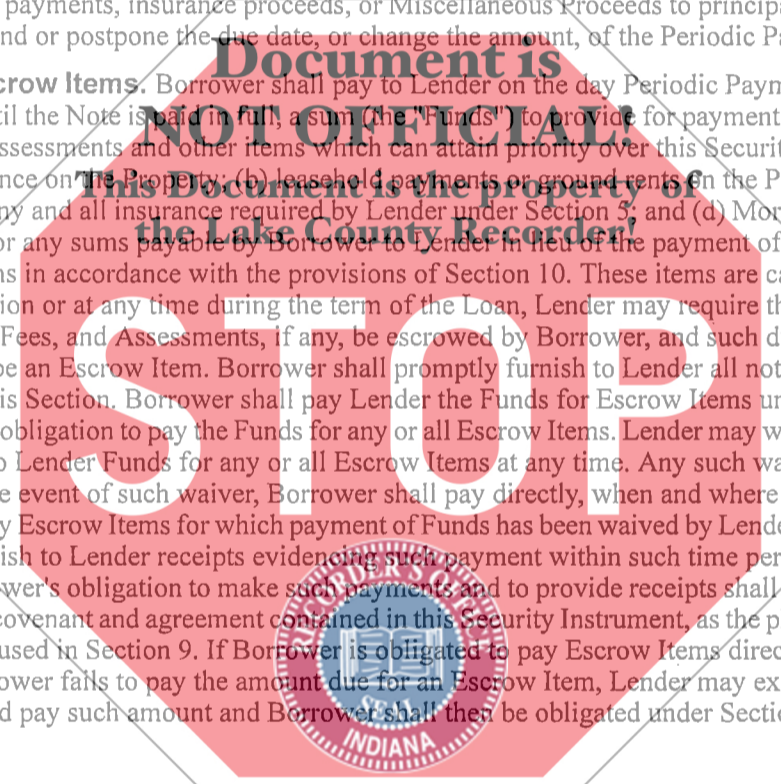 payments, insurance proceeds, or Miscellaneous Proceeds to princip
nd or postpone the due date, or change the amount, of the Periodic Pa
Document is
crow Items. Borrower shall pay to Lender on the day Periodic Paym
til the Note is paid in full, a sum (the "Funds") to provide for payment
NOT OFFICIAL!
ssessments and other items which can attain priority over this Securit
nce on the Property; (b) leasehold payments or ground rents on the P
This Document is the property of
ny and all insurance required by Lender under Section 5; and (d) Mor
the Lake County Recorder!
or any sums payable by Borrower to Lender in lieu of the payment of
ns in accordance with the provisions of Section 10. These items are ca
ion or at any time during the term of the Loan, Lender may require th
Fees, and Assessments, if any, be escrowed by Borrower, and such d
be an Escrow Item. Borrower shall promptly furnish to Lender all not
is Section. Borrower shall pay Lender the Funds for Escrow Items un
STOP
obligation to pay the Funds for any or all Escrow Items. Lender may w
o Lender Funds for any or all Escrow Items at any time. Any such wa
e event of such waiver, Borrower shall pay directly, when and where
y Escrow Items for which payment of Funds has been waived by Lende
ish to Lender receipts evidencing such payment within such time per
wer's obligation to make such payments and to provide receipts shall
covenant and agreement contained in this Security Instrument, as the p
used in Section 9. If Borrower is obligated to pay Escrow Items direc
ower fails to pay the amount due for an Escrow Item, Lender may ex
d pay such amount and Borrower shall then be obligated under Sectio
RECORDER'S OFFICE
SEAL
INDIANA